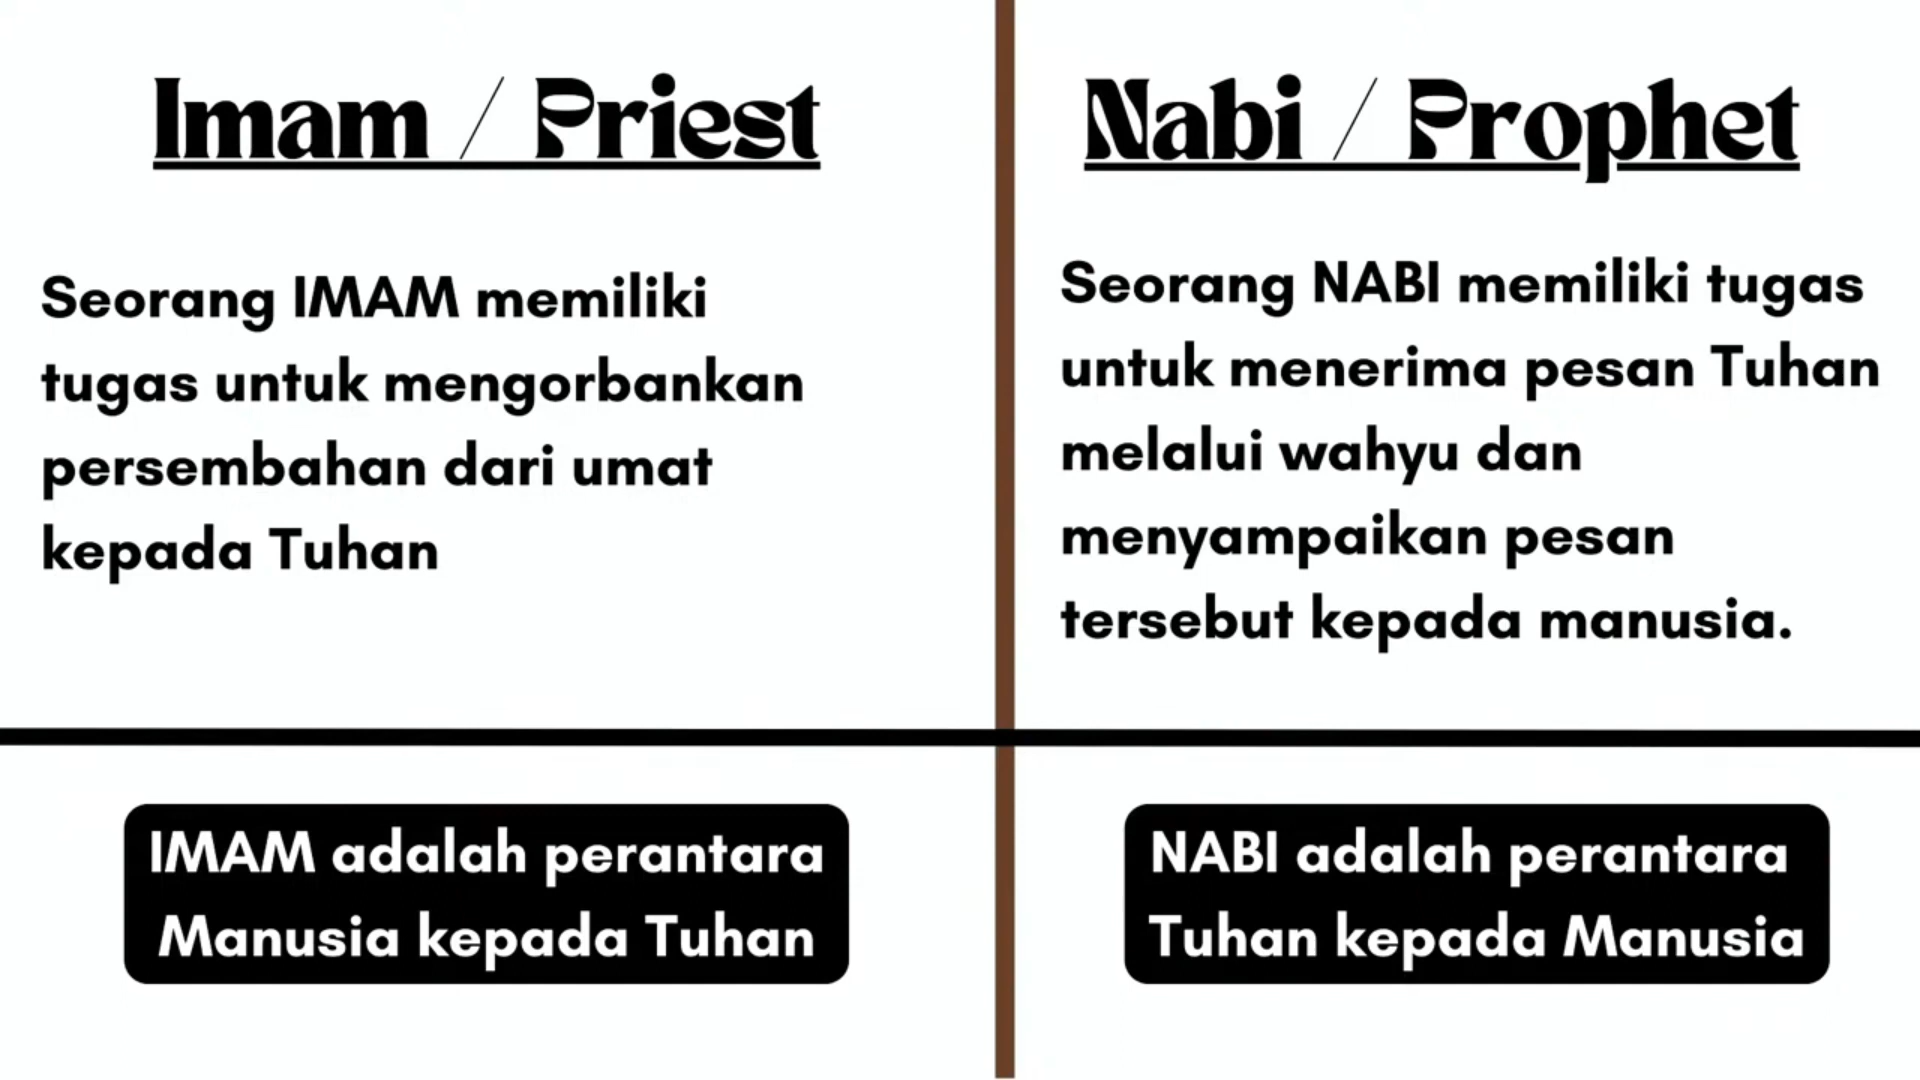 Imam / Priest
Seorang IMAM memiliki
tugas untuk mengorbankan
persembahan dari umat
kepada Tuhan
IMAM adalah perantara
Manusia kepada Tuhan
Nabi / Prophet
Seorang NABI memiliki tugas
untuk menerima pesan Tuhan
melalui wahyu dan
menyampaikan pesan
tersebut kepada manusia.
NABI adalah perantara
Tuhan kepada Manusia